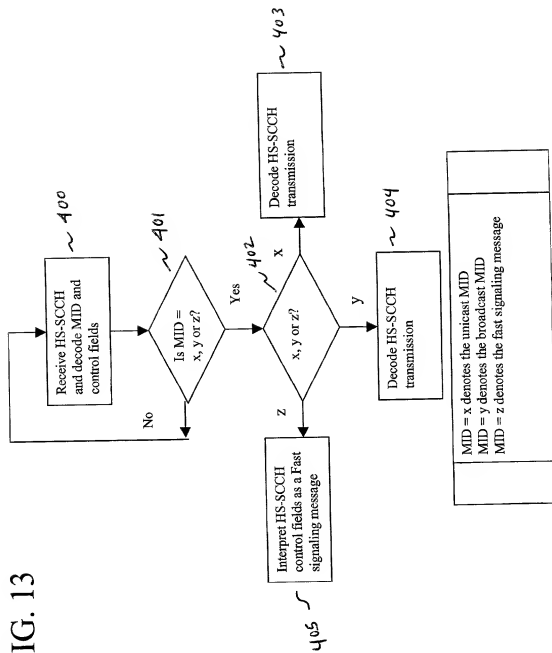 IG. 13
Receive HS-SCCH
and decode MID and
control fields
400
Is MID =
x, y or z?
401
No
Yes
x, y or z?
402
x
Decode HS-SCCH
transmission
403
z
Interpret HS-SCCH
control fields as a Fast
signaling message
405
y
Decode HS-SCCH
transmission
404
MID = x denotes the unicast MID
MID = y denotes the broadcast MID
MID = z denotes the fast signaling message